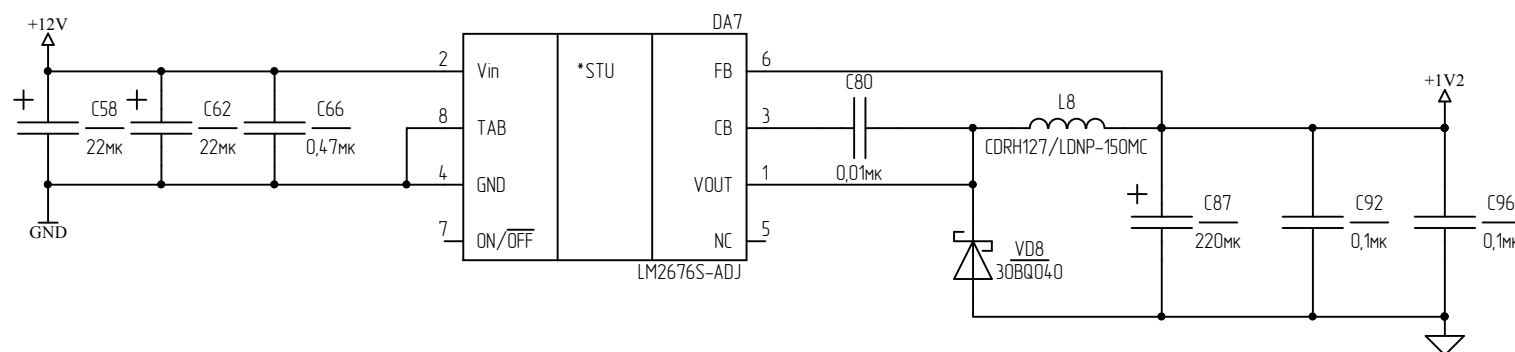 +12V
DA7
2
Vin
*STU
FB
6
C80
+1V2
+
C58
22мк
+
C62
22мк
C66
0,47мк
8
TAB
CB
3
0,01мк
L8
CDRH127/LDNP-150MC
4
GND
VOUT
1
GND
7
ON/OFF
NC
5
LM2676S-ADJ
VD8
30BQ040
+
C87
220мк
C92
0,1мк
C96
0,1мк